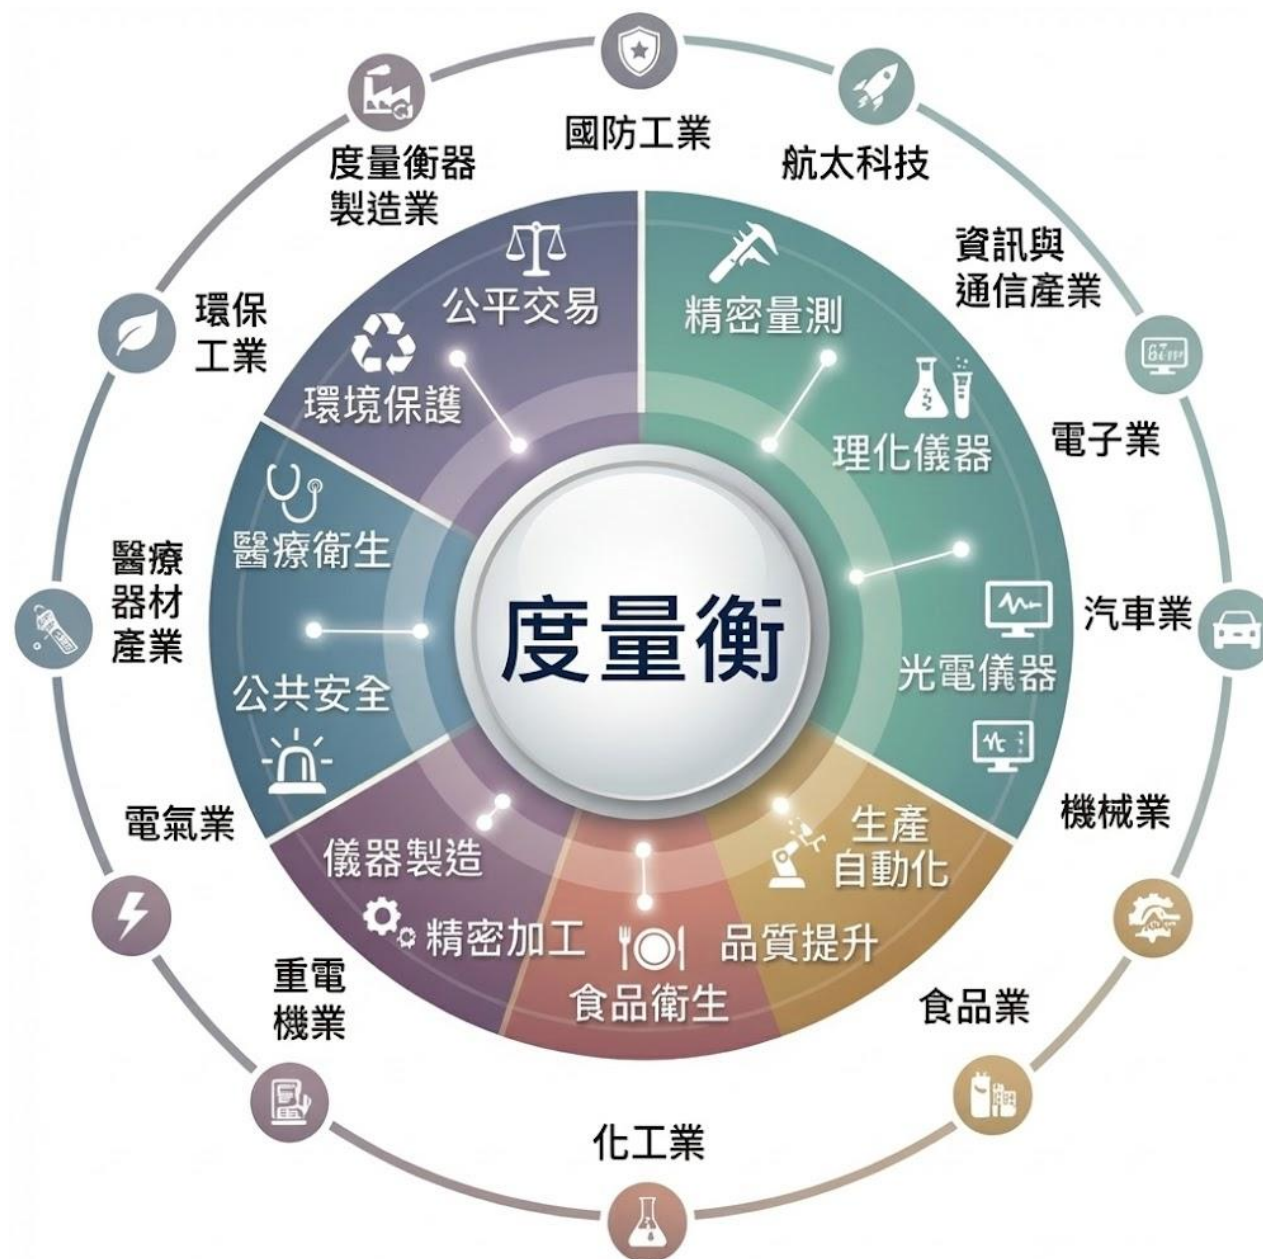 度量衡
公平交易
環境保護
精密量測
理化儀器
光電儀器
生產
自動化
品質提升
食品衛生
儀器製造
精密加工
公共安全
醫療衛生
國防工業
航太科技
資訊與
通信產業
電子業
汽車業
機械業
食品業
化工業
重電
機業
電氣業
醫療
器材
產業
環保
工業
度量衡器
製造業